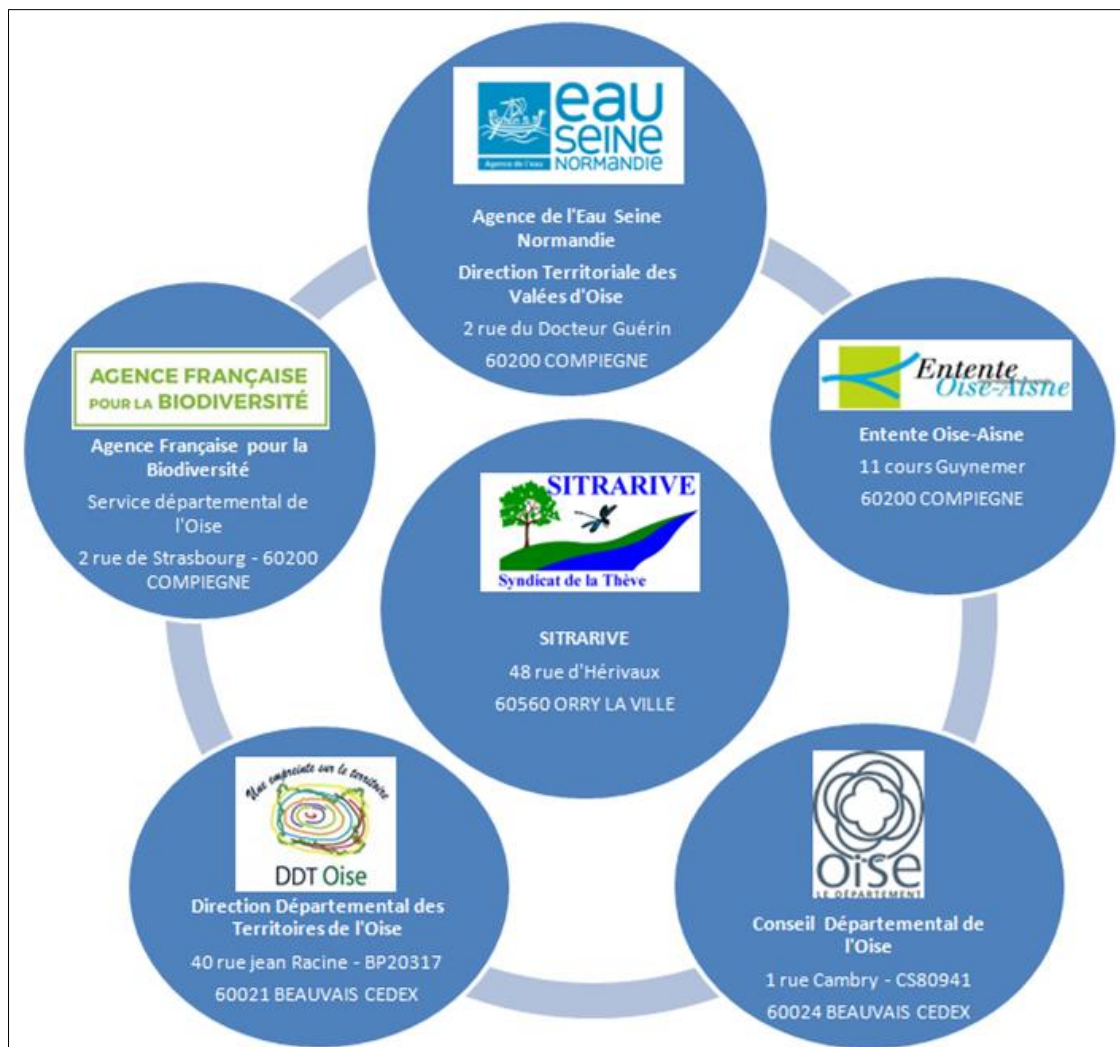 eau
seine
NORMANDIE
Agence de l'eau
Agence de l'Eau Seine
Normandie
Direction Territoriale des
Valées d'Oise
2 rue du Docteur Guérin
60200 COMPIEGNE
Entente
Oise-Aisne
Entente Oise-Aisne
11 cours Guynemer
60200 COMPIEGNE
AGENCE FRANÇAISE
POUR LA BIODIVERSITÉ
Agence Française pour la
Biodiversité
Service départemental de
l'Oise
2 rue de Strasbourg - 60200
COMPIEGNE
SITRARIVE
Syndicat de la Thève
SITRARIVE
48 rue d'Hérivaux
60560 ORRY LA VILLE
Une empreinte sur le territoire
DDT Oise
Direction Départemental des
Territoires de l'Oise
40 rue jean Racine - BP20317
60021 BEAUVAIS CEDEX
oise
LE DÉPARTEMENT
Conseil Départemental de
l'Oise
1 rue Cambry - CS80941
60024 BEAUVAIS CEDEX